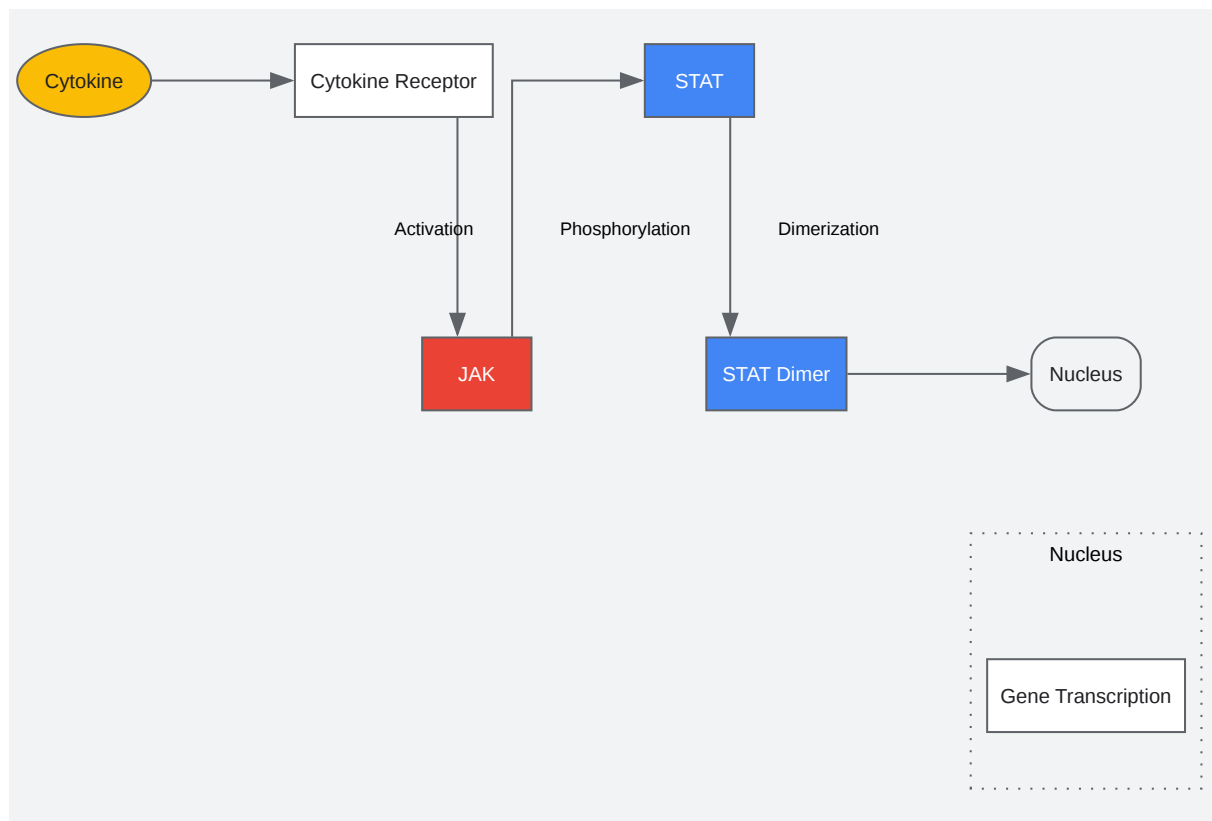 Cytokine
Cytokine Receptor
STAT
Activation
Phosphorylation
Dimerization
JAK
STAT Dimer
Nucleus
Nucleus
Gene Transcription